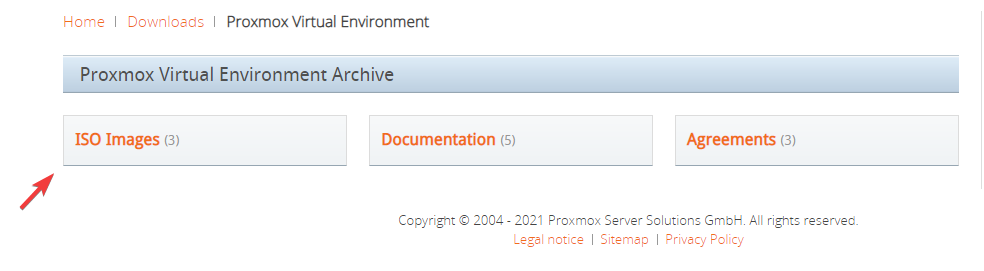 Home | Downloads | Proxmox Virtual Environment
Proxmox Virtual Environment Archive
ISO Images (3)
Documentation (5)
Agreements (3)
Copyright © 2004 - 2021 Proxmox Server Solutions GmbH. All rights reserved.
Legal notice | Sitemap | Privacy Policy